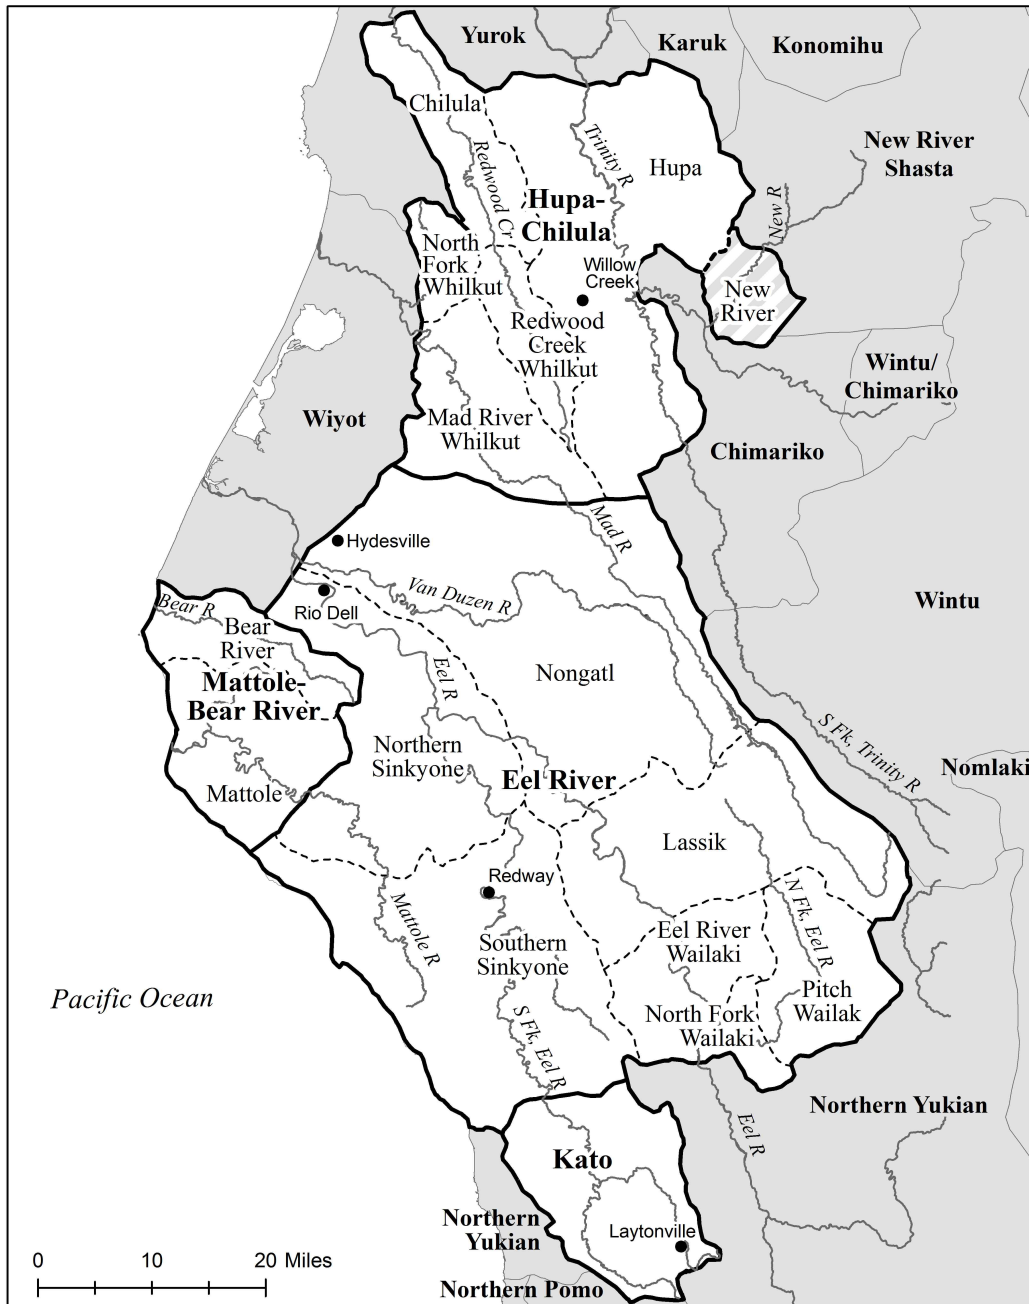 Yurok
Karuk
Konomihu
Chilula
Trinity R
Hupa
New River
Shasta
Redwood Cr
New R
Hupa-
Chilula
North
Fork
Whilkut
Willow
Creek
New
River
Redwood
Creek
Whilkut
Wintu/
Chimariko
Wiyot
Mad River
Whilkut
Chimariko
Mad R
Hydesville
Van Duzen R
Bear R
Rio Dell
Wintu
Bear
River
Eel R
Nongatl
Mattole-
Bear River
S Fk, Trinity R
Northern
Sinkyone
Nomlaki
Eel River
Mattole
Lassik
Redway
Mattole R
N Fk, Eel R
Eel River
Wailaki
Southern
Sinkyone
Pacific Ocean
Pitch
Wailak
North Fork
Wailaki
S Fk, Eel R
Eel R
Northern Yukian
Kato
Northern
Yukian
Laytonville
0 10 20 Miles
Northern Pomo